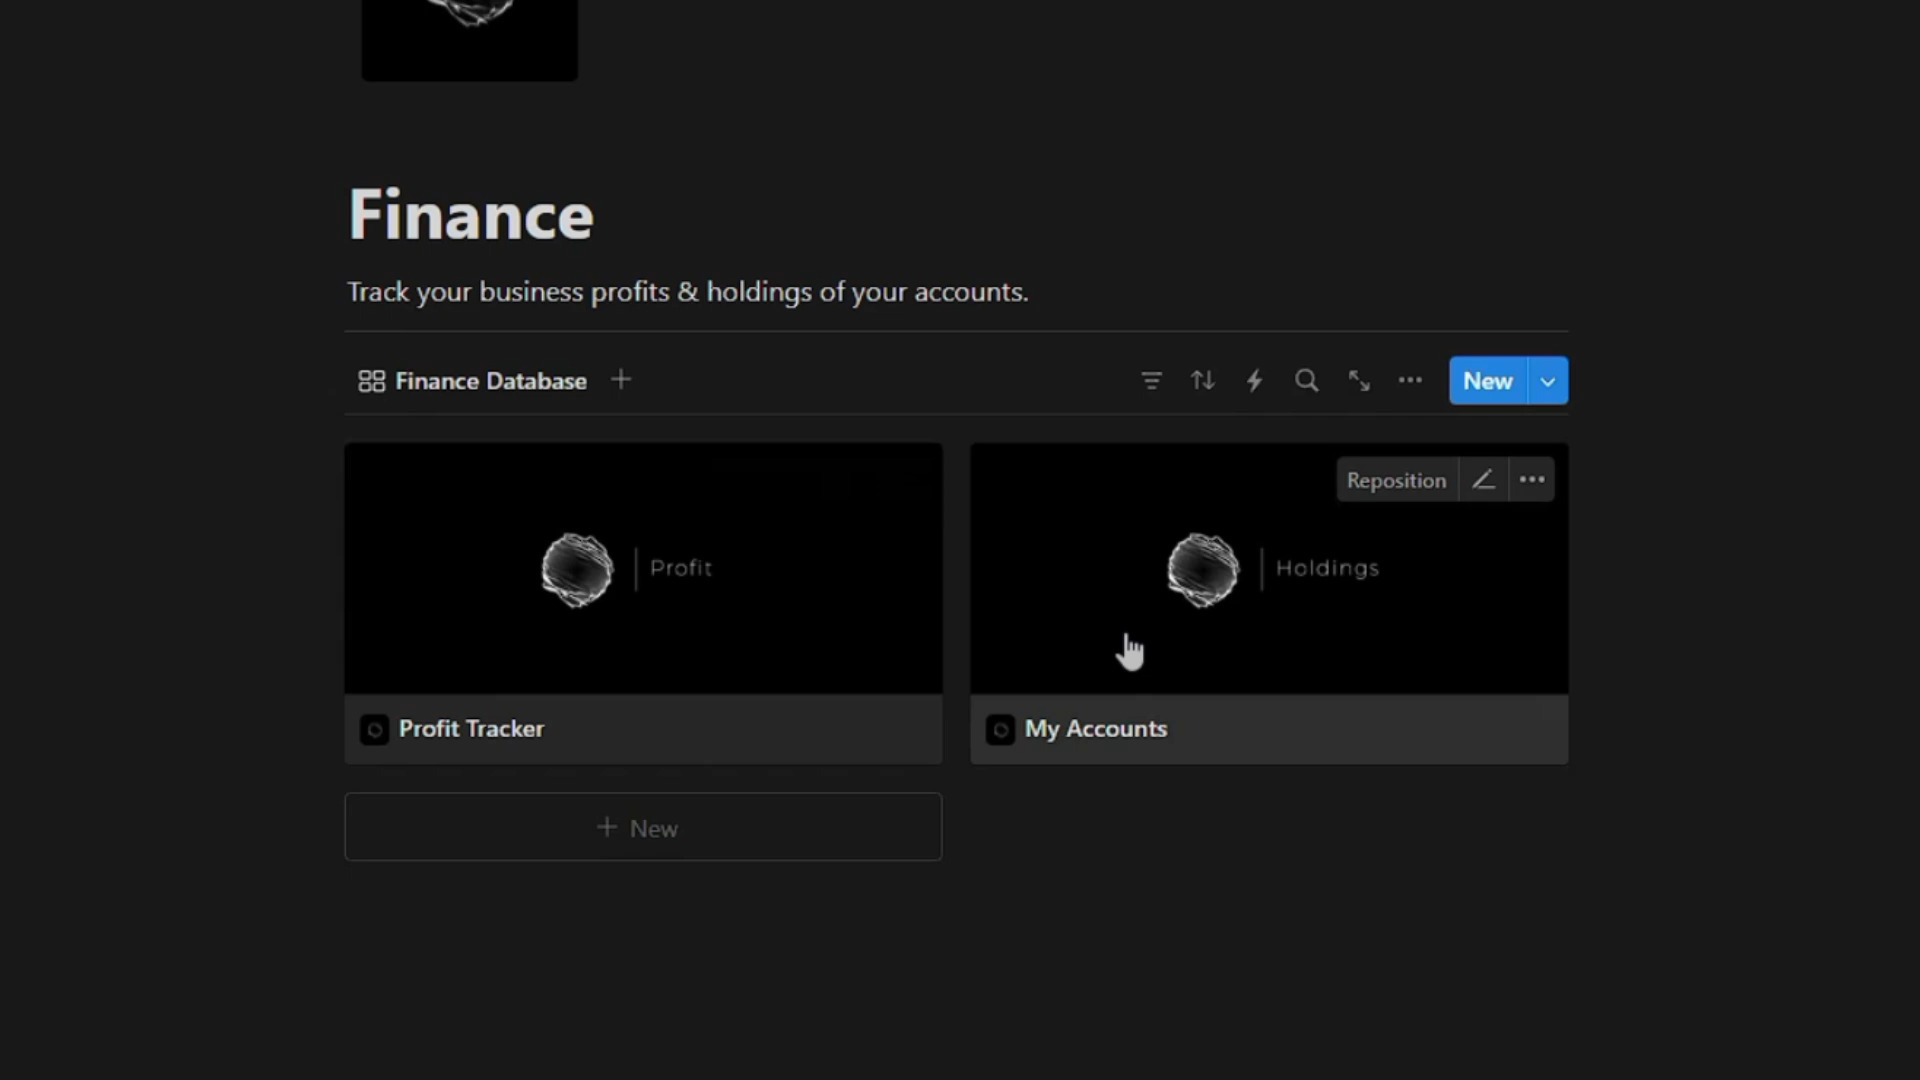 Finance
Track your business profits & holdings of your accounts.
Finance Database
New
Reposition
Profit
Holdings
Profit Tracker
My Accounts
New